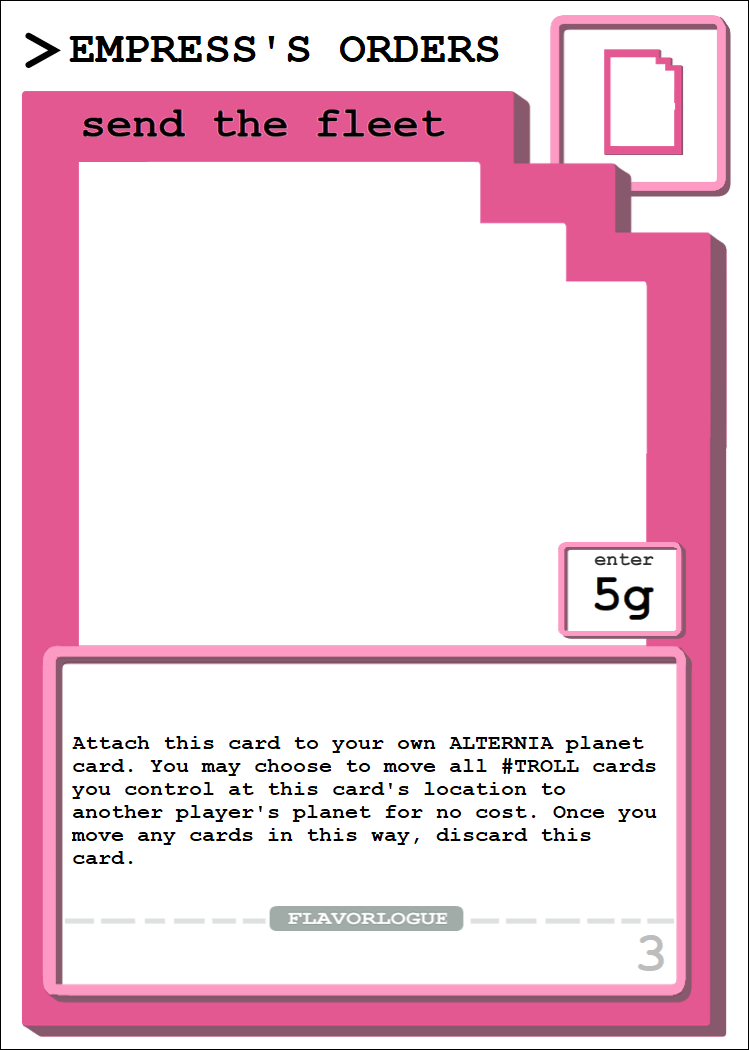 >EMPRESS'S ORDERS
send the fleet
enter
5g
Attach this card to your own ALTERNIA planet
card. You may choose to move all #TROLL cards
you control at this card's location to
another player's planet for no cost. Once you
move any cards in this way, discard this
card.
FLAVORLOGUE
3